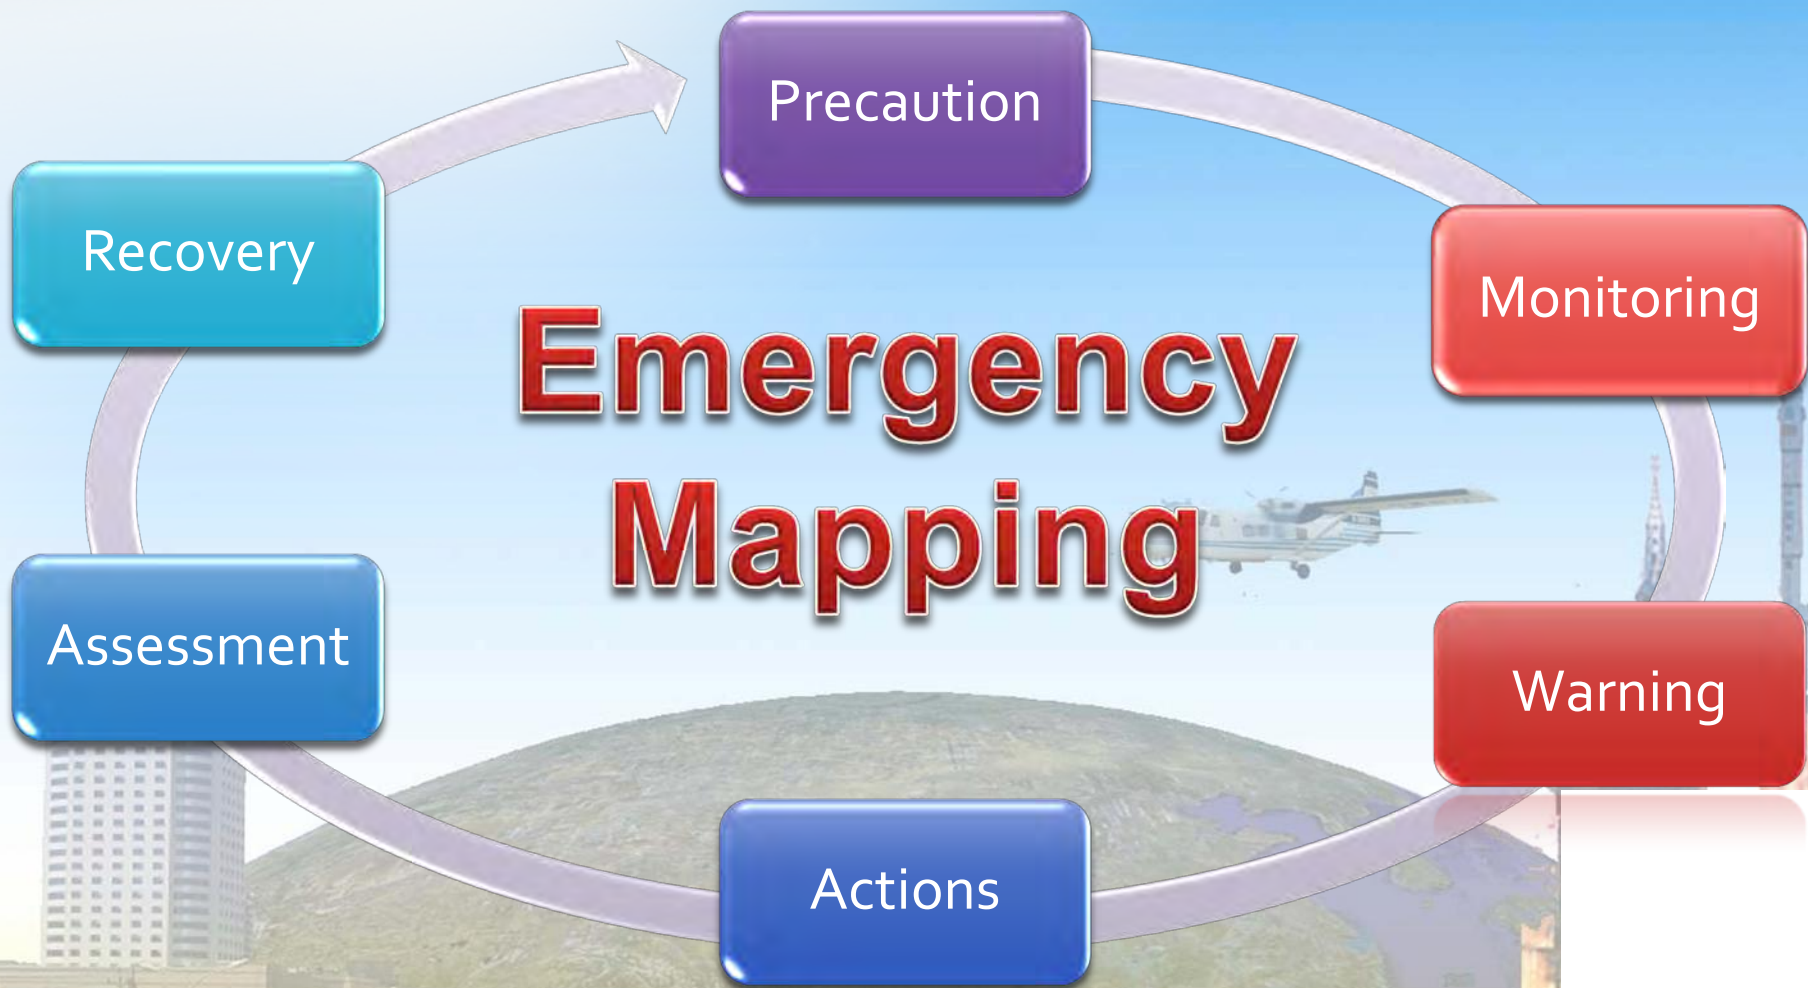 Precaution
Recovery
Monitoring
Emergency
Mapping
Assessment
Warning
Actions